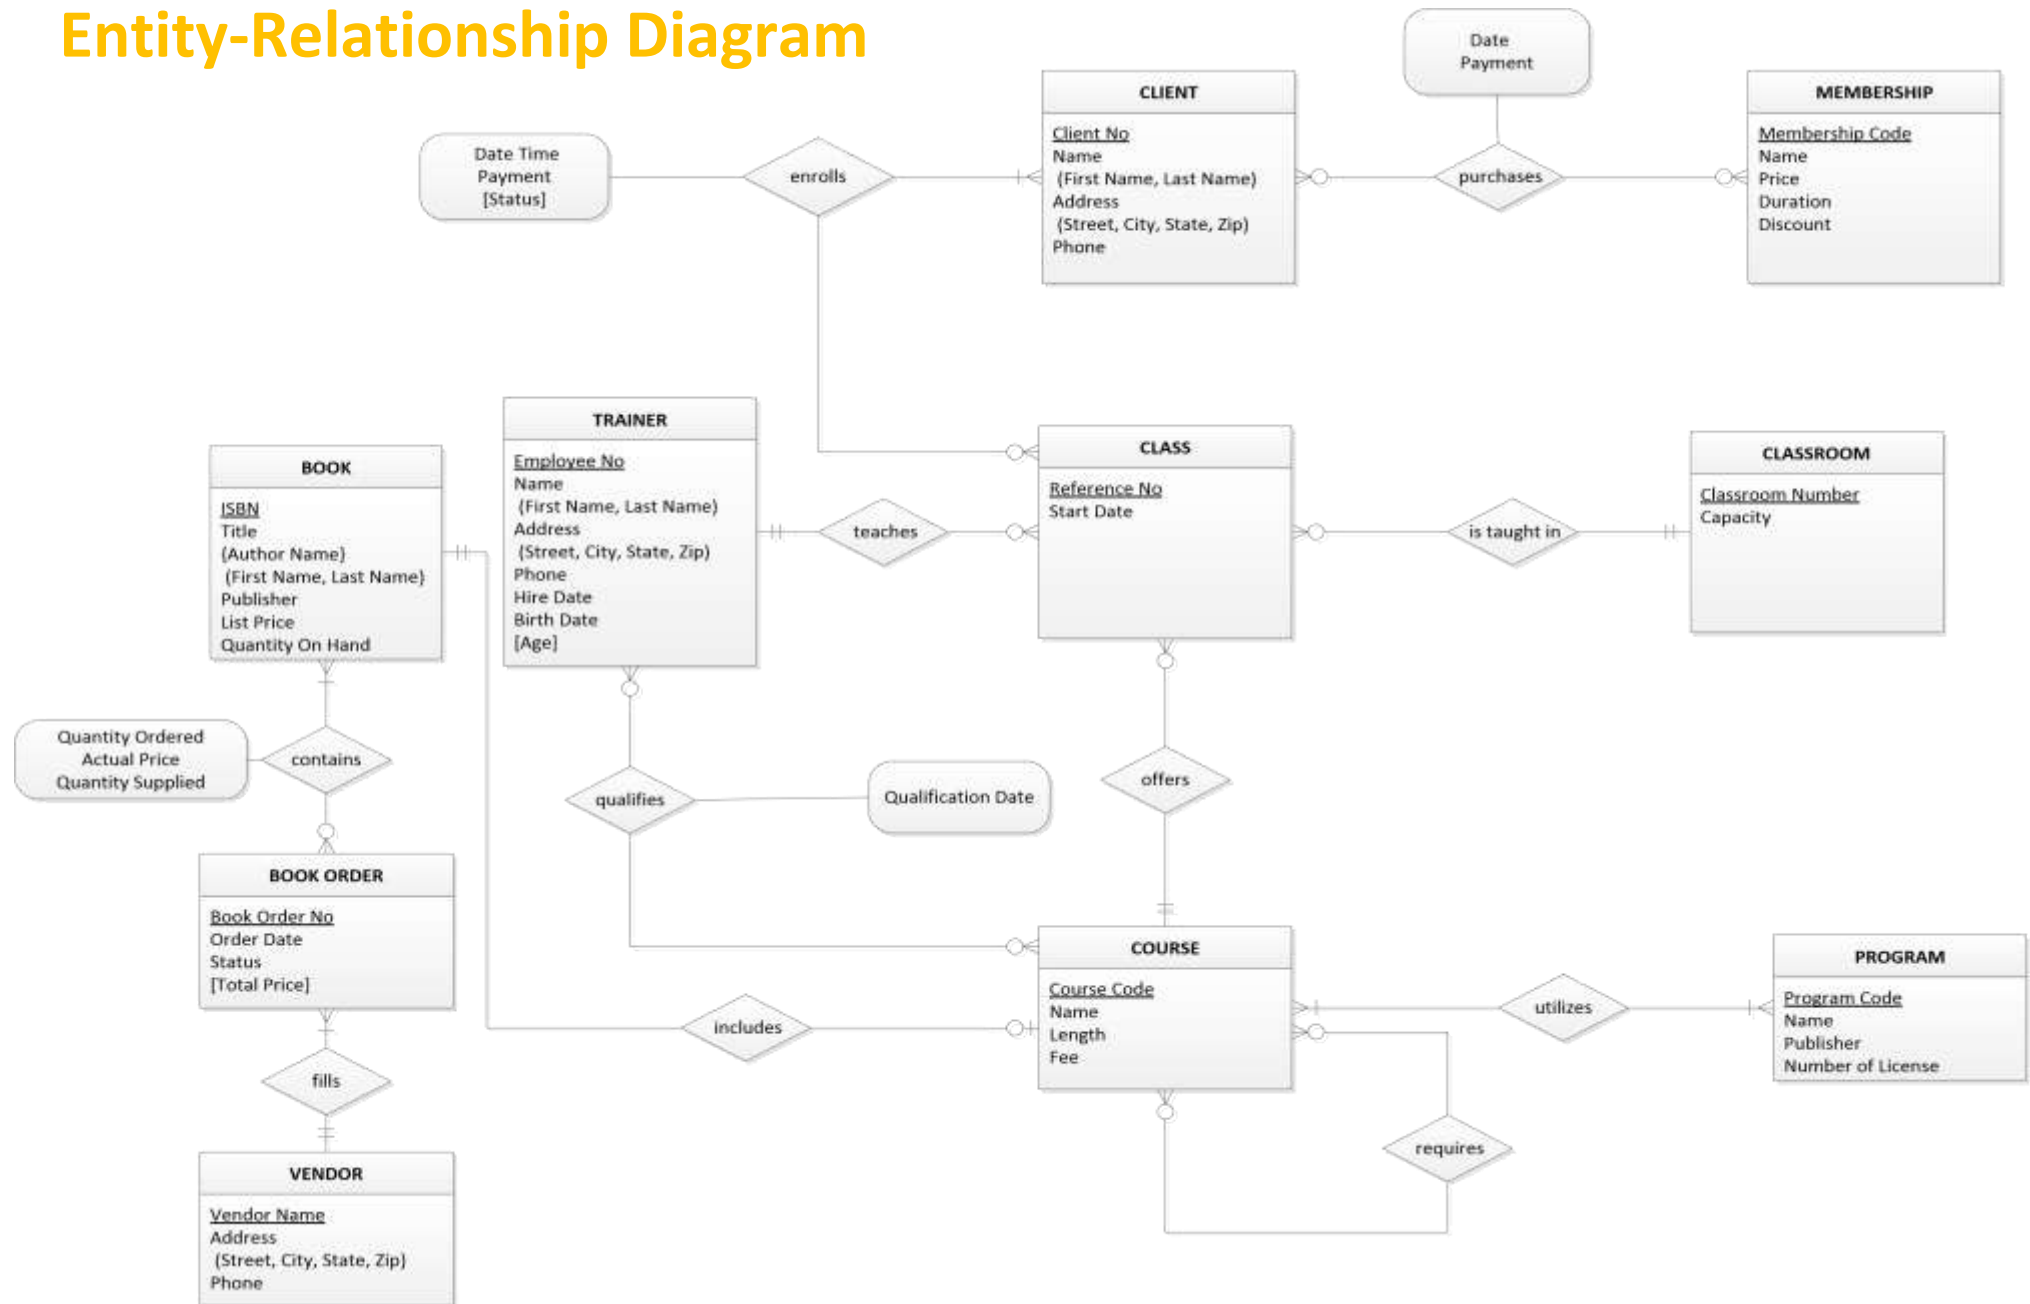 Entity-Relationship Diagram
Date
Payment
CLIENT
Client No
Name
(First Name, Last Name)
Address
(Street, City, State, Zip)
Phone
purchases
MEMBERSHIP
Membership Code
Name
Price
Duration
Discount
Date Time
Payment
[Status]
enrolls
TRAINER
Employee No
Name
(First Name, Last Name)
Address
(Street, City, State, Zip)
Phone
Hire Date
Birth Date
[Age]
teaches
CLASS
Reference No
Start Date
is taught in
CLASSROOM
Classroom Number
Capacity
BOOK
ISBN
Title
{Author Name}
(First Name, Last Name}
Publisher
List Price
Quantity On Hand
Quantity Ordered
Actual Price
Quantity Supplied
contains
qualifies
Qualification Date
offers
BOOK ORDER
Book Order No
Order Date
Status
[Total Price]
includes
COURSE
Course Code
Name
Length
Fee
utilizes
PROGRAM
Program Code
Name
Publisher
Number of License
fills
requires
VENDOR
Vendor Name
Address
(Street, City, State, Zip)
Phone